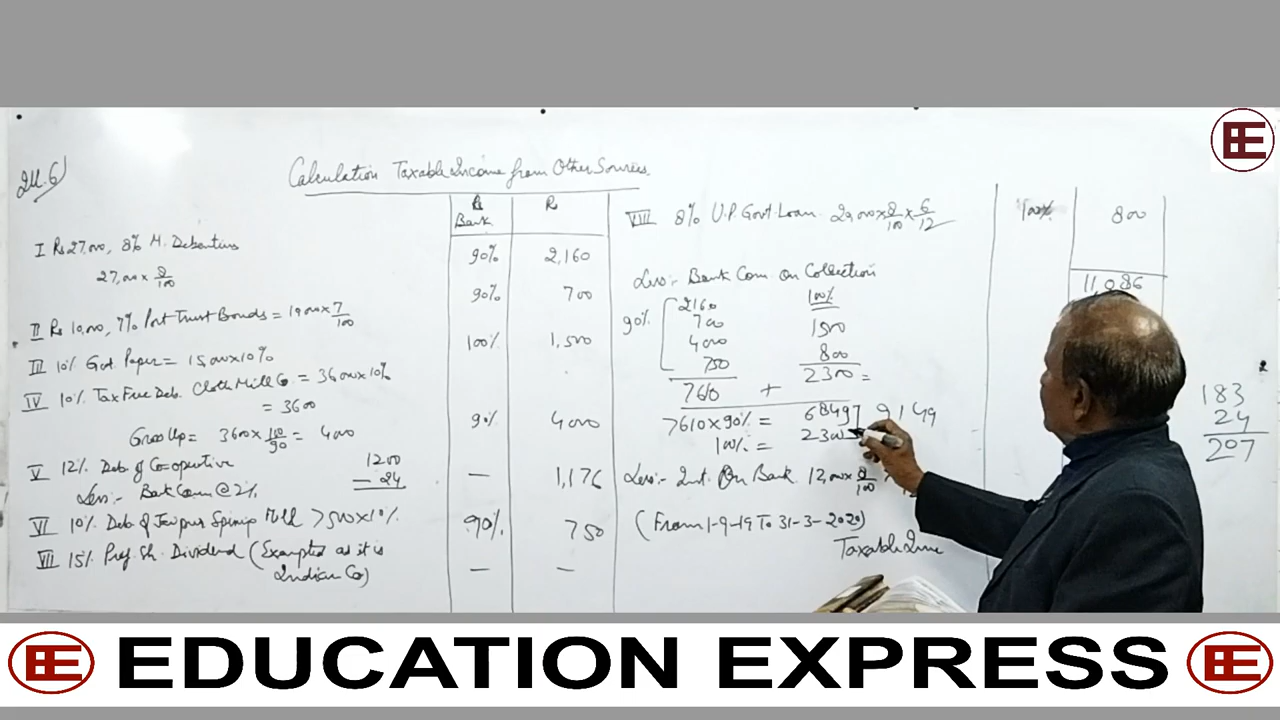 Ill. 6
Calculation Taxable Income from Other Sources.
Rs Bank
Rs
I Rs 27,000, 8% M. Debentures
27,000 × 8/100
90% 2,160
II Rs 10,000, 7% Port Trust Bonds = 10,000 × 7/100
90% 700
III 10% Govt Paper = 15,000 × 10%
100% 1,500
IV 10% Tax Free Deb. Cloth Mill Co. = 36,000 × 10%
= 3600
Gross Up = 3600 × 100/90 = 4000
90% 4000
V 12% Deb of Co-operative 1200
Less:- Bank Com @ 2% — 24
— 1,176
VI 10% Deb. of Jaipur Spinip Mill 7500 × 10%
90% 750
VII 15% Pref Sh. Dividend (Exempted as it is
Indian Co)
— —
VIII 8% U.P. Govt Loan. 20,000 × 8/100 × 6/12
100% 800
11,086
Less:- Bank Com. On Collection
90% 2160 100%
700 1500
4000 800
750 2300 =
7610 +
7610 × 90% = 6849 9149
100% = 2300
Less:- Int. On Bank 12,000 × 8/100
(From 1-9-19 To 31-3-2020)
Taxable Inme
183
24
207
EE
EE EDUCATION EXPRESS EE